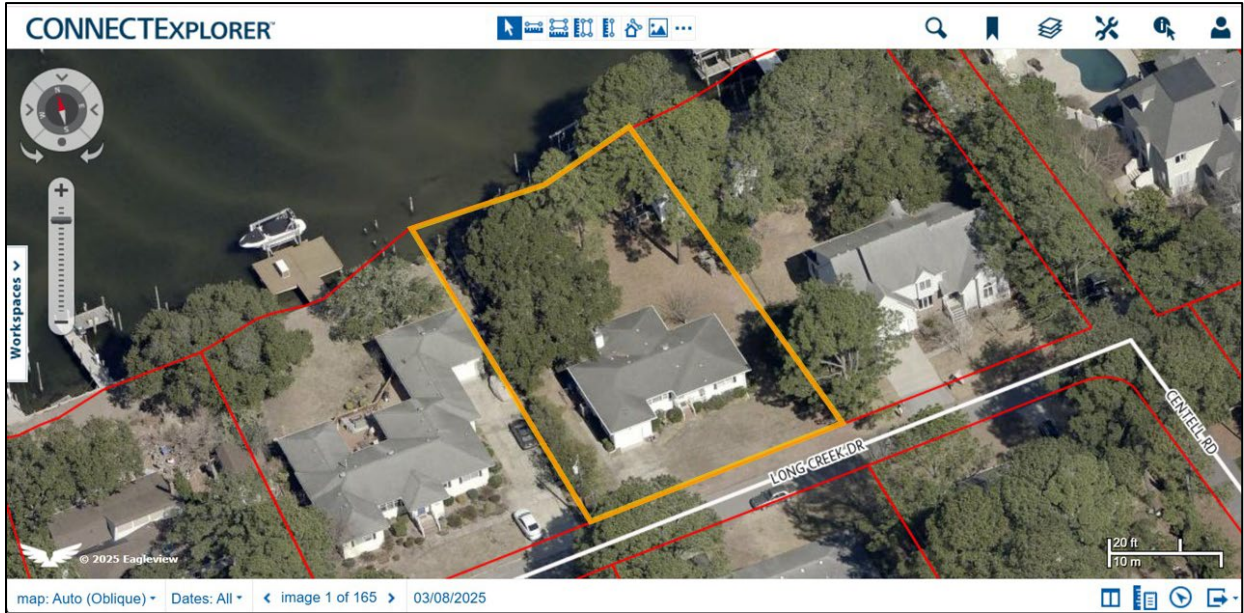 CONNECTEXPLORER™
N
E
S
W
Workspaces
LONG CREEK DR
CENTELL RD
20 ft
10 m
© 2025 Eagleview
map: Auto (Oblique)
Dates: All
image 1 of 165
03/08/2025